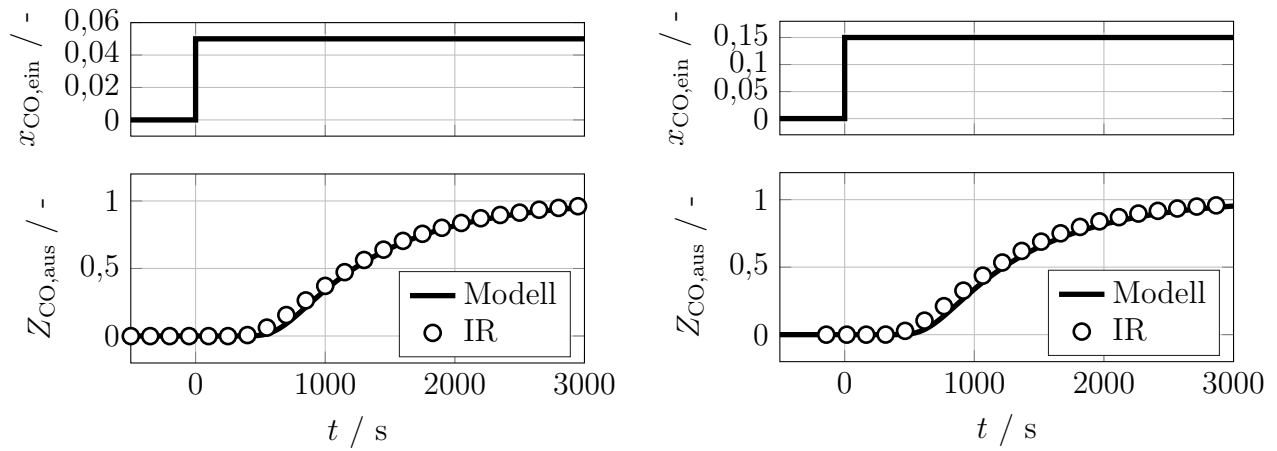 0,06
0,04
0,02
0
x_CO,ein / -
1
0,5
0
Z_CO,aus / -
Modell
IR
0 1000 2000 3000
t / s
0,15
0,1
0,05
0
x_CO,ein / -
1
0,5
0
Z_CO,aus / -
Modell
IR
0 1000 2000 3000
t / s